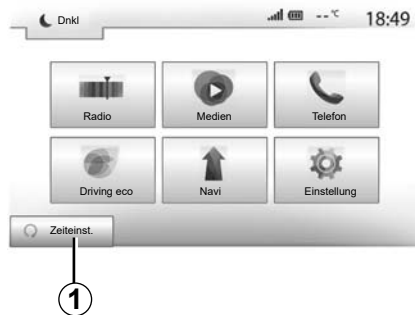 Dnkl --°C 18:49
Radio Medien Telefon
Driving eco Navi Einstellung
Zeiteinst.
1